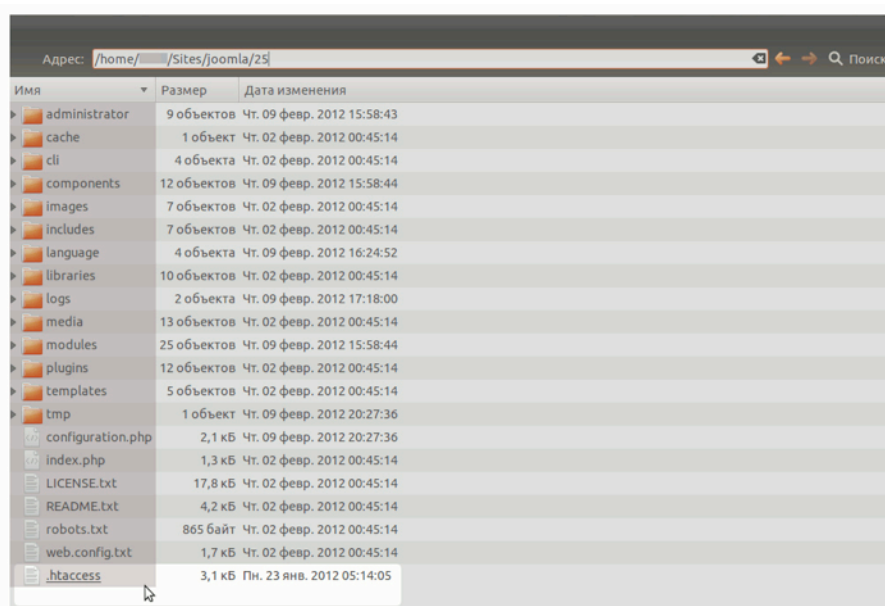 Адрес: /home/ /Sites/joomla/25 Поиск
Имя Размер Дата изменения
administrator 9 объектов Чт. 09 февр. 2012 15:58:43
cache 1 объект Чт. 02 февр. 2012 00:45:14
cli 4 объекта Чт. 02 февр. 2012 00:45:14
components 12 объектов Чт. 09 февр. 2012 15:58:44
images 7 объектов Чт. 02 февр. 2012 00:45:14
includes 7 объектов Чт. 02 февр. 2012 00:45:14
language 4 объекта Чт. 09 февр. 2012 16:24:52
libraries 10 объектов Чт. 02 февр. 2012 00:45:14
logs 2 объекта Чт. 09 февр. 2012 17:18:00
media 13 объектов Чт. 02 февр. 2012 00:45:14
modules 25 объектов Чт. 09 февр. 2012 15:58:44
plugins 12 объектов Чт. 02 февр. 2012 00:45:14
templates 5 объектов Чт. 02 февр. 2012 00:45:14
tmp 1 объект Чт. 09 февр. 2012 20:27:36
configuration.php 2,1 кБ Чт. 09 февр. 2012 20:27:36
index.php 1,3 кБ Чт. 02 февр. 2012 00:45:14
LICENSE.txt 17,8 кБ Чт. 02 февр. 2012 00:45:14
README.txt 4,2 кБ Чт. 02 февр. 2012 00:45:14
robots.txt 865 байт Чт. 02 февр. 2012 00:45:14
web.config.txt 1,7 кБ Чт. 02 февр. 2012 00:45:14
.htaccess 3,1 кБ Пн. 23 янв. 2012 05:14:05